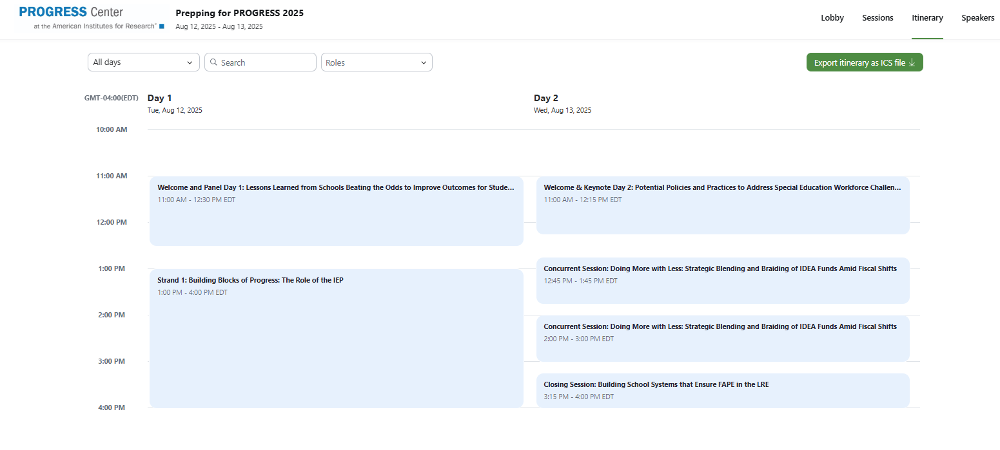 PROGRESS Center
at the American Institutes for Research®
Prepping for PROGRESS 2025
Aug 12, 2025 - Aug 13, 2025
Lobby
Sessions
Itinerary
Speakers
All days
Search
Roles
Export itinerary as ICS file
GMT-04:00(EDT)
Day 1
Tue, Aug 12, 2025
Day 2
Wed, Aug 13, 2025
10:00 AM
11:00 AM
Welcome and Panel Day 1: Lessons Learned from Schools Beating the Odds to Improve Outcomes for Stude...
11:00 AM - 12:30 PM EDT
Welcome & Keynote Day 2: Potential Policies and Practices to Address Special Education Workforce Challen...
11:00 AM - 12:15 PM EDT
12:00 PM
1:00 PM
Strand 1: Building Blocks of Progress: The Role of the IEP
1:00 PM - 4:00 PM EDT
Concurrent Session: Doing More with Less: Strategic Blending and Braiding of IDEA Funds Amid Fiscal Shifts
12:45 PM - 1:45 PM EDT
2:00 PM
Concurrent Session: Doing More with Less: Strategic Blending and Braiding of IDEA Funds Amid Fiscal Shifts
2:00 PM - 3:00 PM EDT
3:00 PM
Closing Session: Building School Systems that Ensure FAPE in the LRE
3:15 PM - 4:00 PM EDT
4:00 PM